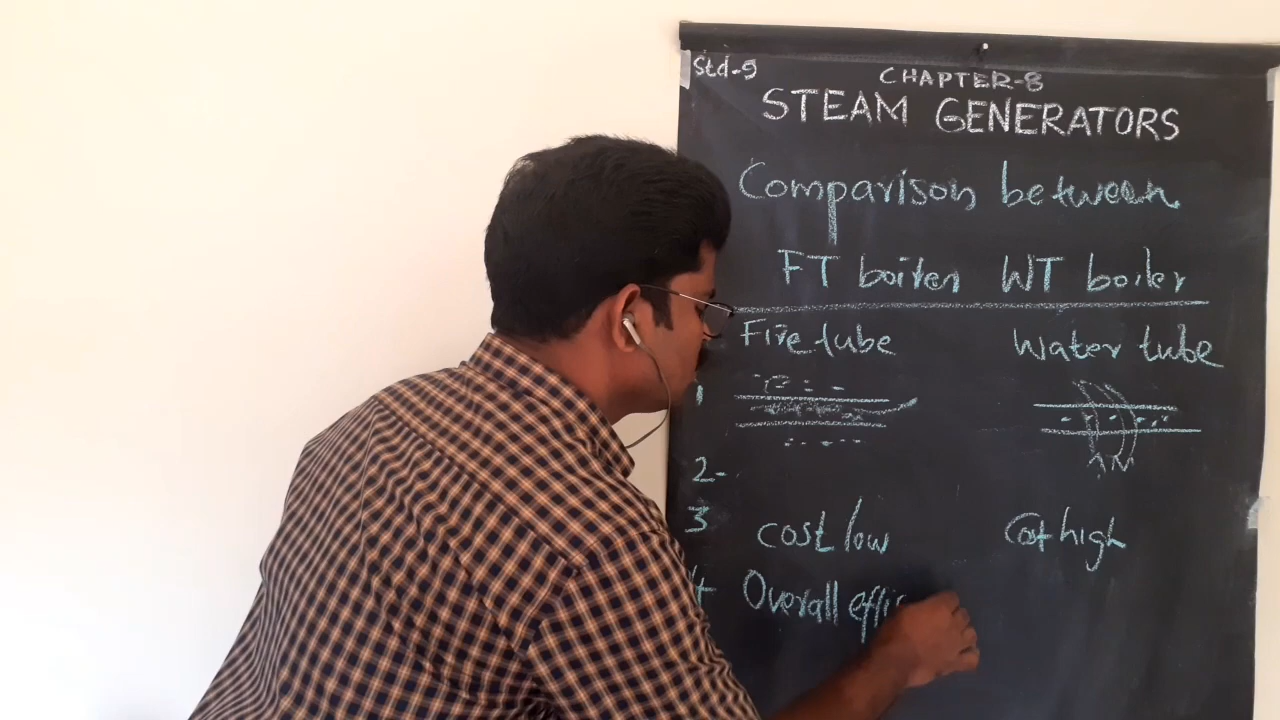 Std-9
CHAPTER-8
STEAM GENERATORS
Comparison between
FT boiler WT boiler
Fire tube Water tube
1
2-
3 cost low Cost high
4 Overall effi